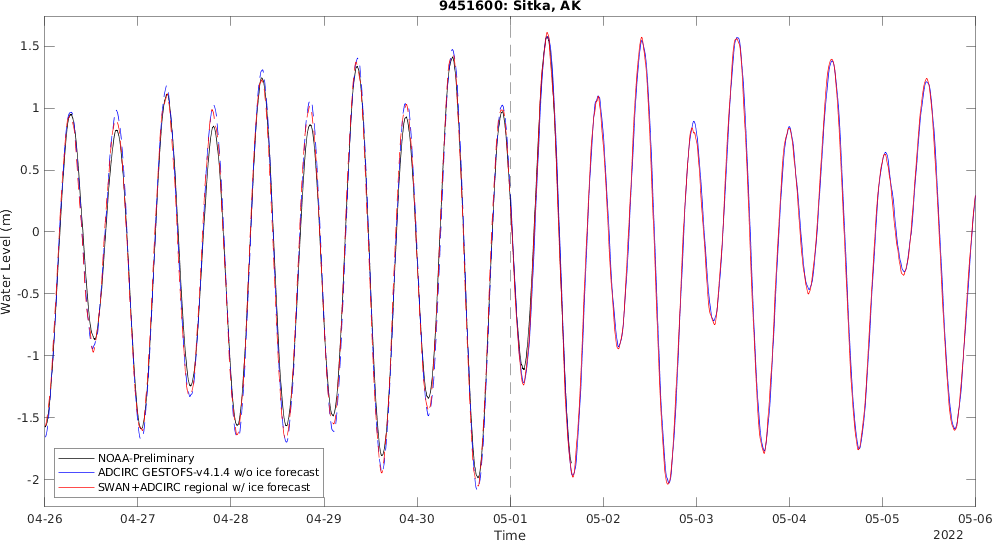 9451600: Sitka, AK
Water Level (m)
1.5
1
0.5
0
-0.5
-1
-1.5
-2
NOAA-Preliminary
ADCIRC GESTOFS-v4.1.4 w/o ice forecast
SWAN+ADCIRC regional w/ ice forecast
04-26 04-27 04-28 04-29 04-30 05-01 05-02 05-03 05-04 05-05 05-06
Time
2022